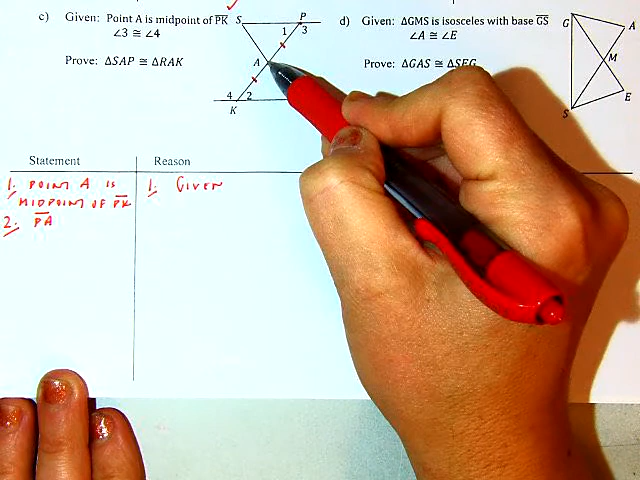 c) Given: Point A is midpoint of PK
∠3 ≅ ∠4
Prove: ΔSAP ≅ ΔRAK
S
P
1
3
A
4
2
K
d) Given: ΔGMS is isosceles with base GS
∠A ≅ ∠E
Prove: ΔGAS ≅ ΔSEG
G
A
M
E
S
Statement
Reason
1. POINT A IS
MIDPOINT OF PK
1. GIVEN
2. PA